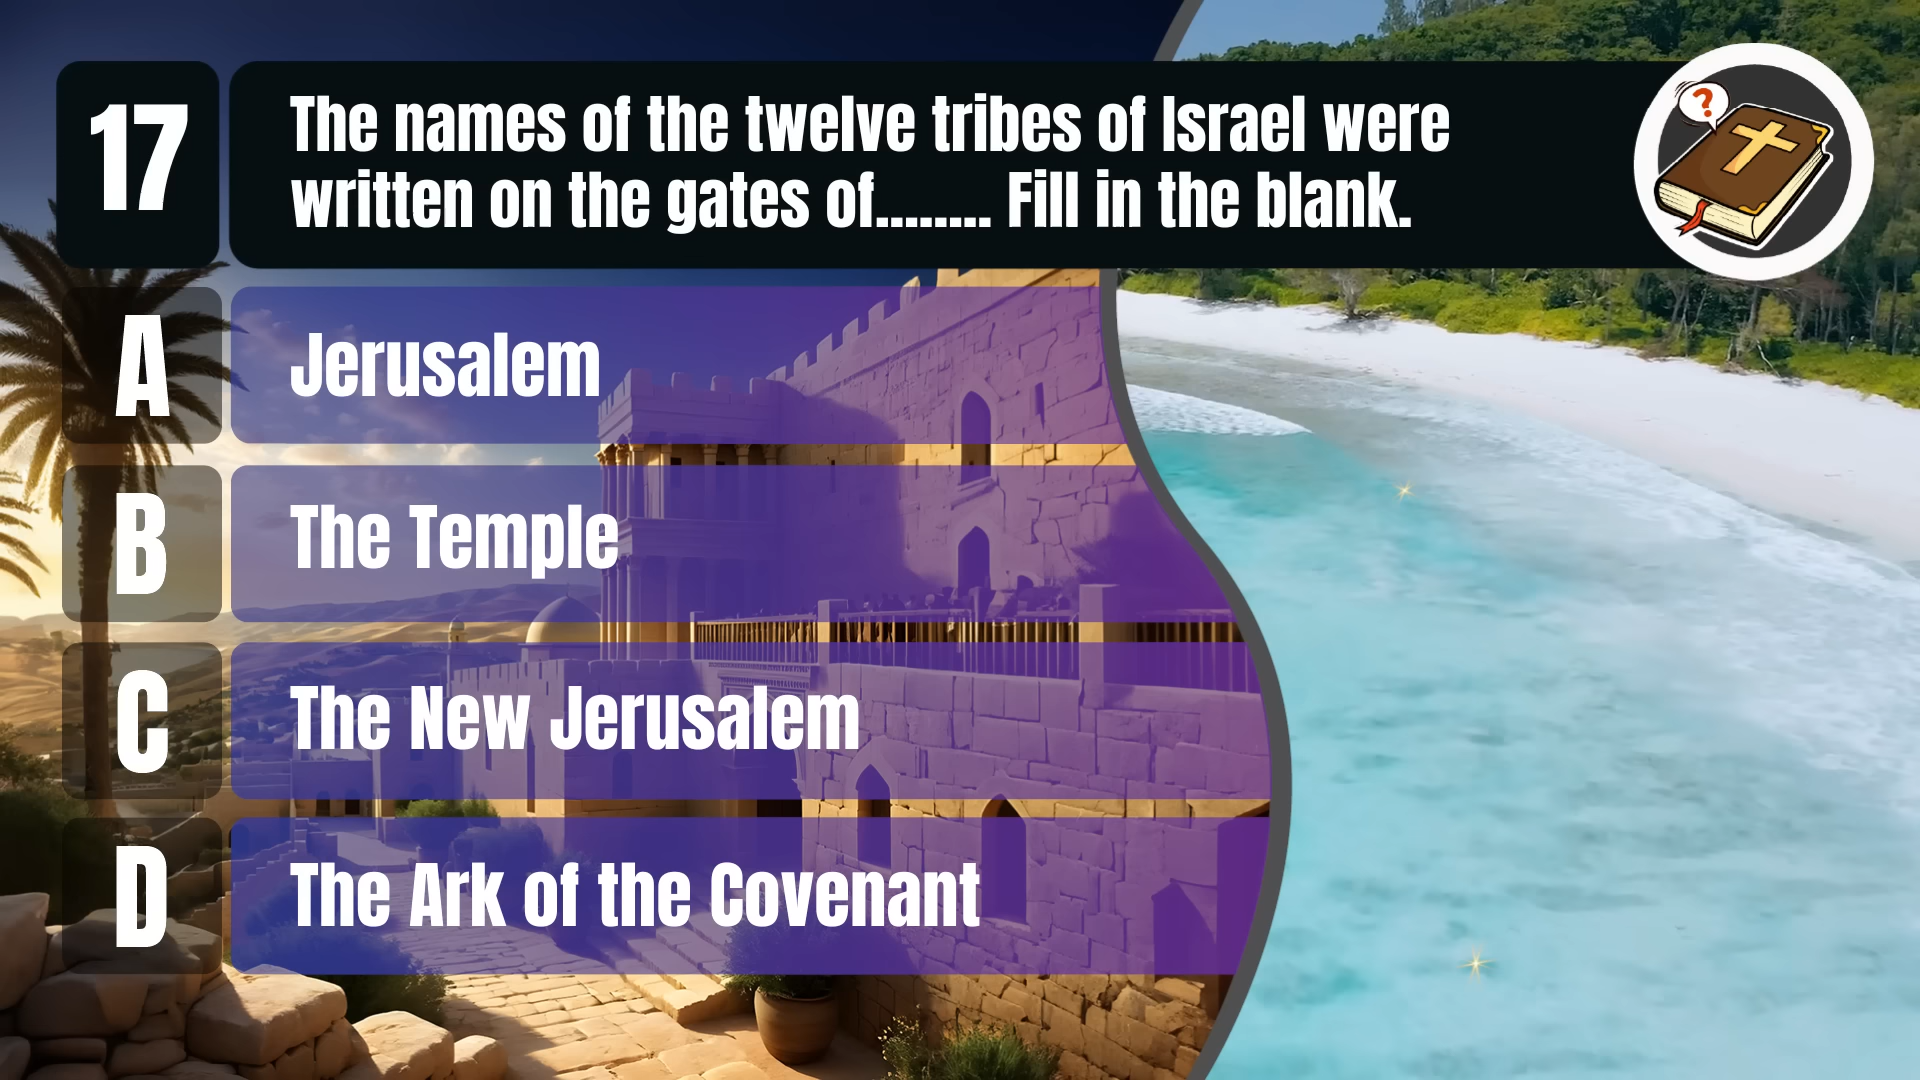 17
The names of the twelve tribes of Israel were
written on the gates of........ Fill in the blank.
A
Jerusalem
B
The Temple
C
The New Jerusalem
D
The Ark of the Covenant
?